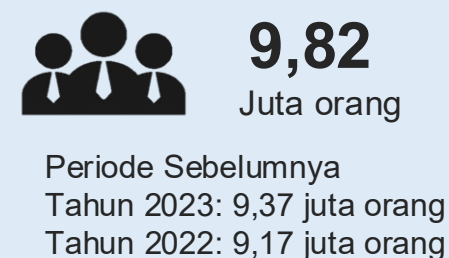 9,82
Juta orang
Periode Sebelumnya
Tahun 2023: 9,37 juta orang
Tahun 2022: 9,17 juta orang